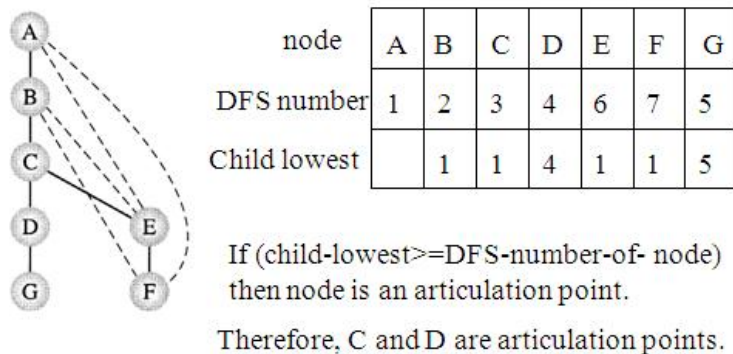 A
B
C
D
E
G
F
node A B C D E F G
DFS number 1 2 3 4 6 7 5
Child lowest 1 1 4 1 1 5
If (child-lowest>=DFS-number-of- node)
then node is an articulation point.
Therefore, C and D are articulation points.